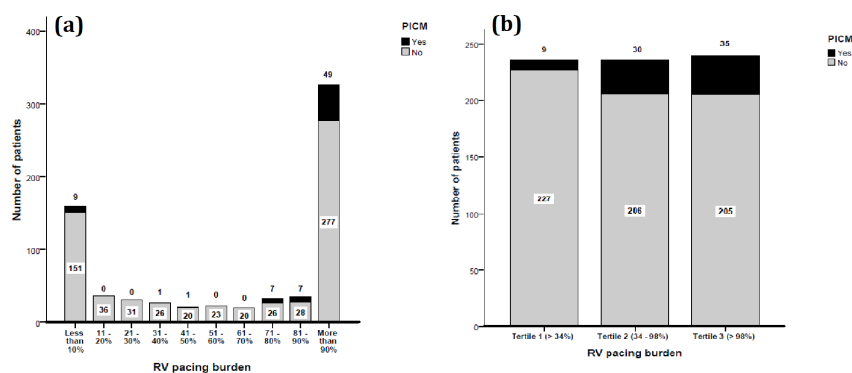 (a)
PICM
Yes
No
Number of patients
400
300
200
100
0
9
0
0
1
1
0
0
7
7
49
151
36
31
26
20
23
20
26
28
277
Less than 10%
11 - 20%
21 - 30%
31 - 40%
41 - 50%
51 - 60%
61 - 70%
71 - 80%
81 - 90%
More than 90%
RV pacing burden
(b)
PICM
Yes
No
Number of patients
250
200
150
100
50
0
9
30
35
227
206
205
Tertile 1 (> 34%)
Tertile 2 (34 - 98%)
Tertile 3 (> 98%)
RV pacing burden